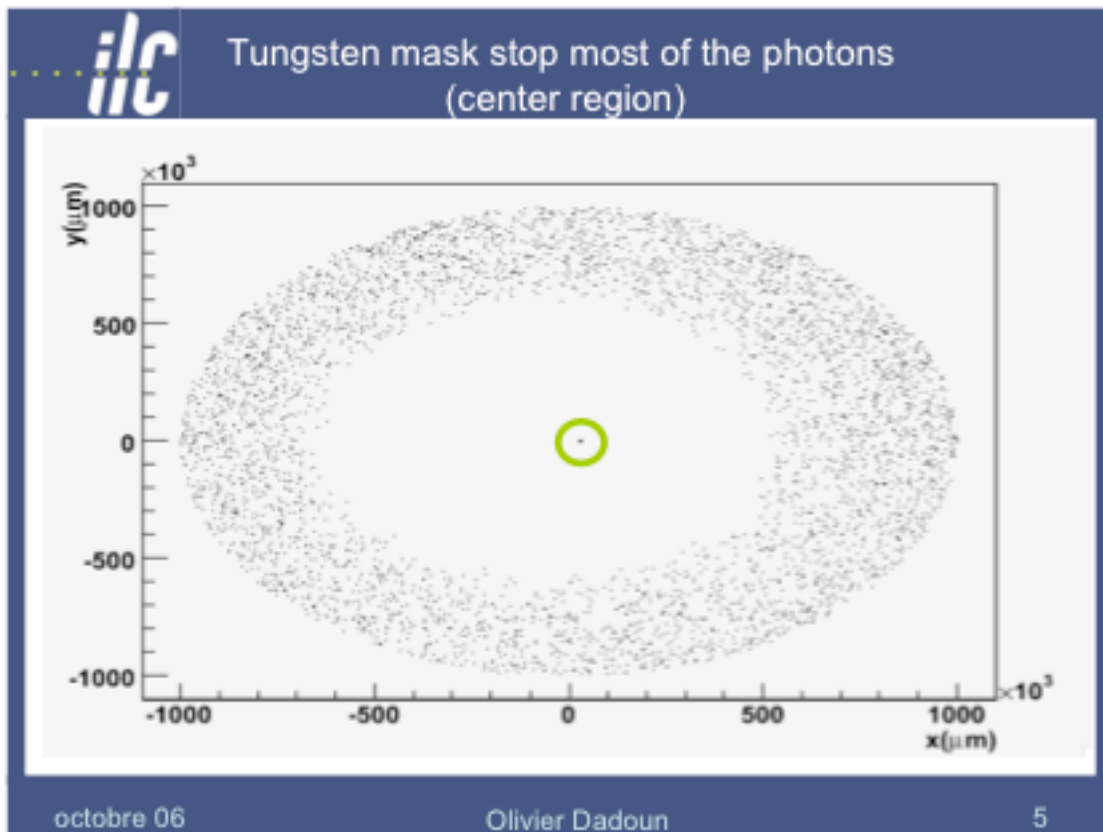 ilc
Tungsten mask stop most of the photons
(center region)
×10³
y(μm)
1000
500
0
-500
-1000
-1000 -500 0 500 1000
×10³
x(μm)
octobre 06 Olivier Dadoun 5